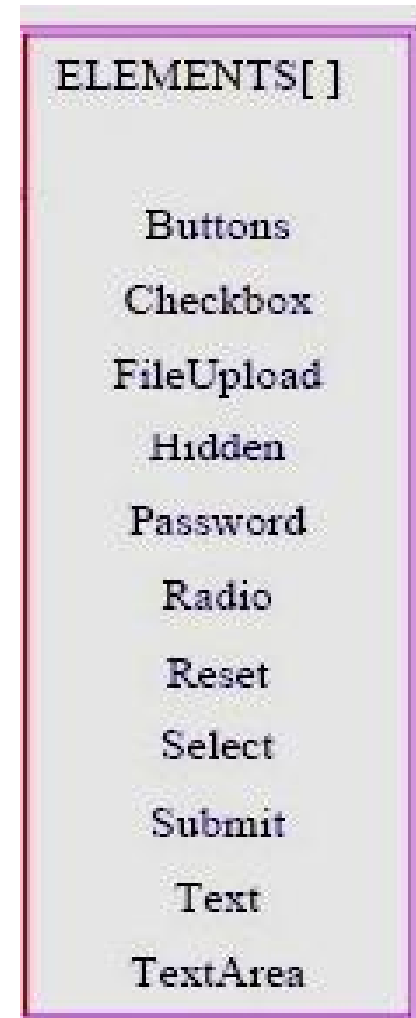 ELEMENTS[ ]
Buttons
Checkbox
FileUpload
Hidden
Password
Radio
Reset
Select
Submit
Text
TextArea